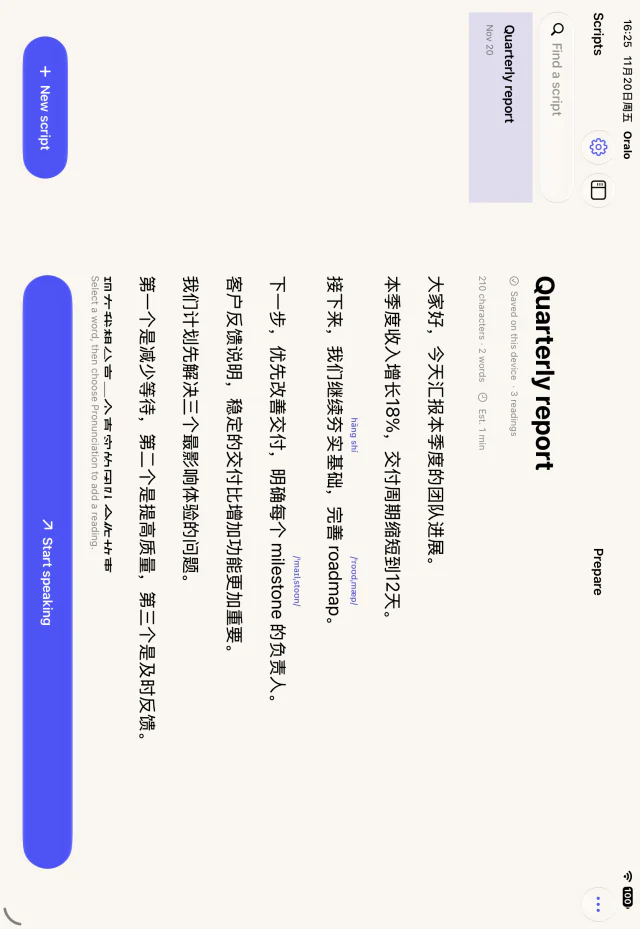 16:25 11月20日周五 Oralo
100
Scripts
Find a script
Quarterly report
Nov 20
+ New script
Prepare
Quarterly report
Saved on this device · 3 readings
210 characters · 2 words Est. 1 min
大家好，今天汇报本季度的团队进展。
本季度收入增长18%，交付周期缩短到12天。
hāng shí /ˈroʊdˌmæp/
接下来，我们继续夯实基础，完善 roadmap。
/ˈmaɪlˌstoʊn/
下一步，优先改善交付，明确每个 milestone 的负责人。
客户反馈说明，稳定的交付比增加功能更加重要。
我们计划先解决三个最影响体验的问题。
第一个是减少等待，第二个是提高质量，第三个是及时反馈。
Select a word, then choose Pronunciation to add a reading.
Start speaking